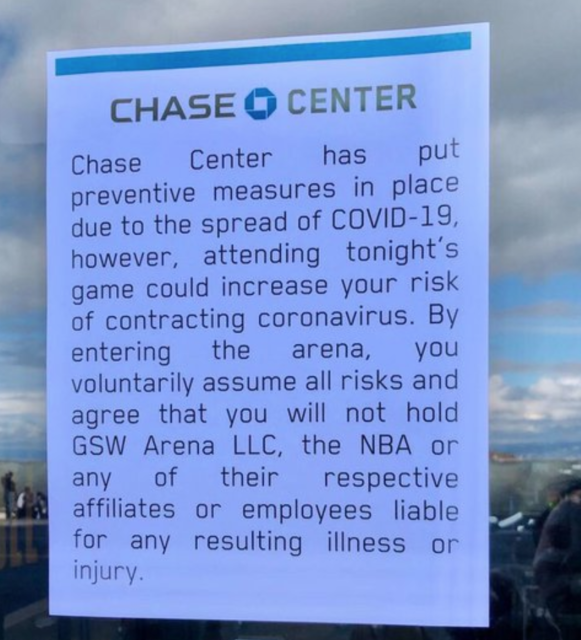 CHASE CENTER
Chase Center has put
preventive measures in place
due to the spread of COVID-19,
however, attending tonight's
game could increase your risk
of contracting coronavirus. By
entering the arena, you
voluntarily assume all risks and
agree that you will not hold
GSW Arena LLC, the NBA or
any of their respective
affiliates or employees liable
for any resulting illness or
injury.